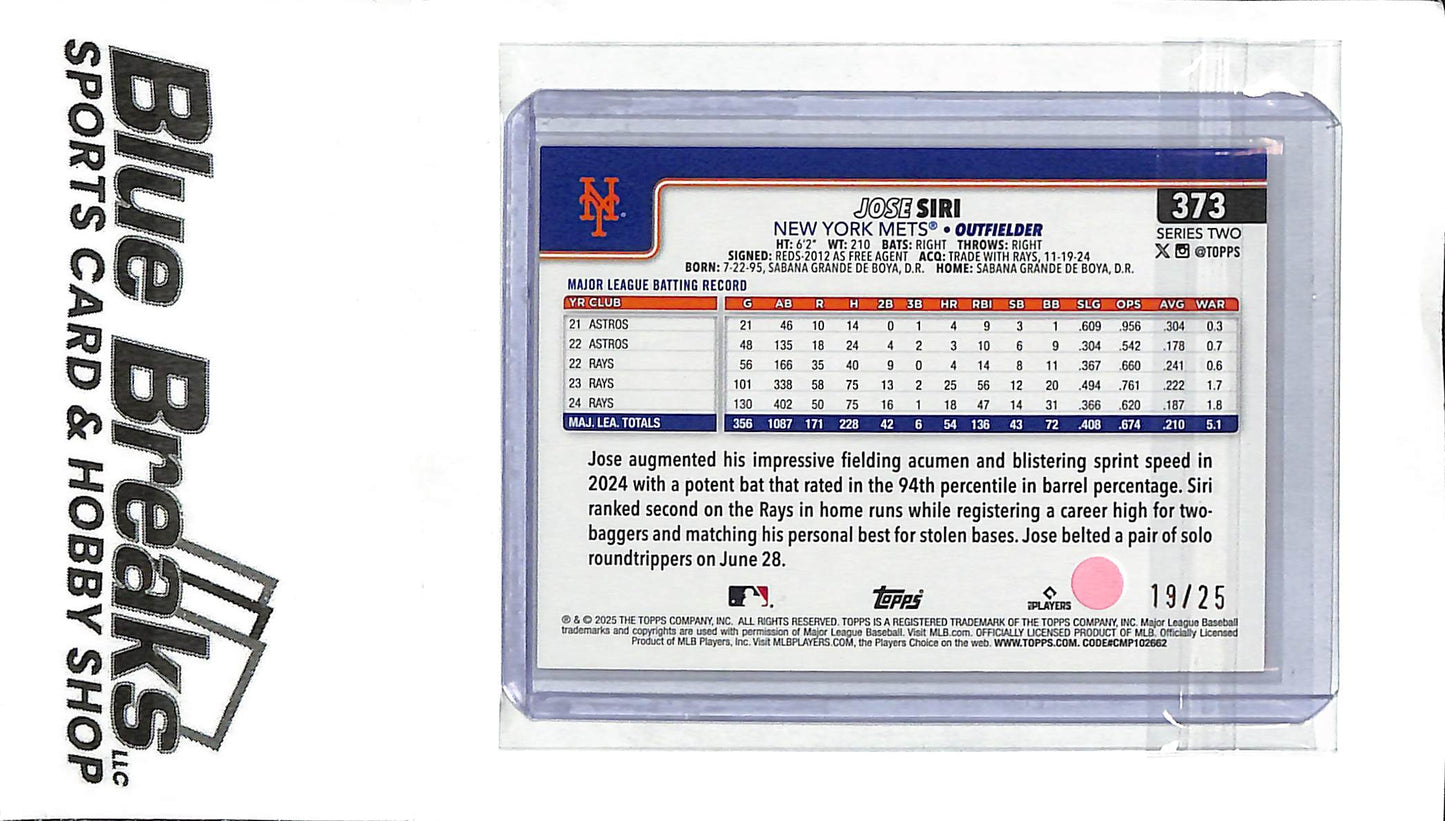 Blue Breaks LLC
SPORTS CARD & HOBBY SHOP
NY
JOSE SIRI
373
NEW YORK METS® • OUTFIELDER
SERIES TWO
HT: 6'2" WT: 210 BATS: RIGHT THROWS: RIGHT
@TOPPS
SIGNED: REDS-2012 AS FREE AGENT ACQ: TRADE WITH RAYS, 11-19-24
BORN: 7-22-95, SABANA GRANDE DE BOYA, D.R. HOME: SABANA GRANDE DE BOYA, D.R.
MAJOR LEAGUE BATTING RECORD
YR CLUB G AB R H 2B 3B HR RBI SB BB SLG OPS AVG WAR
21 ASTROS 21 46 10 14 0 1 4 9 3 1 .609 .956 .304 0.3
22 ASTROS 48 135 18 24 4 2 3 10 6 9 .304 .542 .178 0.7
22 RAYS 56 166 35 40 9 0 4 14 8 11 .367 .660 .241 0.6
23 RAYS 101 338 58 75 13 2 25 56 12 20 .494 .761 .222 1.7
24 RAYS 130 402 50 75 16 1 18 47 14 31 .366 .620 .187 1.8
MAJ. LEA. TOTALS 356 1087 171 228 42 6 54 136 43 72 .408 .674 .210 5.1
Jose augmented his impressive fielding acumen and blistering sprint speed in
2024 with a potent bat that rated in the 94th percentile in barrel percentage. Siri
ranked second on the Rays in home runs while registering a career high for two-
baggers and matching his personal best for stolen bases. Jose belted a pair of solo
roundtrippers on June 28.
topps
PLAYERS
19/25
® & © 2025 THE TOPPS COMPANY, INC. ALL RIGHTS RESERVED. TOPPS IS A REGISTERED TRADEMARK OF THE TOPPS COMPANY, INC. Major League Baseball
trademarks and copyrights are used with permission of Major League Baseball. Visit MLB.com. OFFICIALLY LICENSED PRODUCT OF MLB. Officially Licensed
Product of MLB Players, Inc. Visit MLBPLAYERS.COM, the Players Choice on the web. WWW.TOPPS.COM. CODE#CMP102662